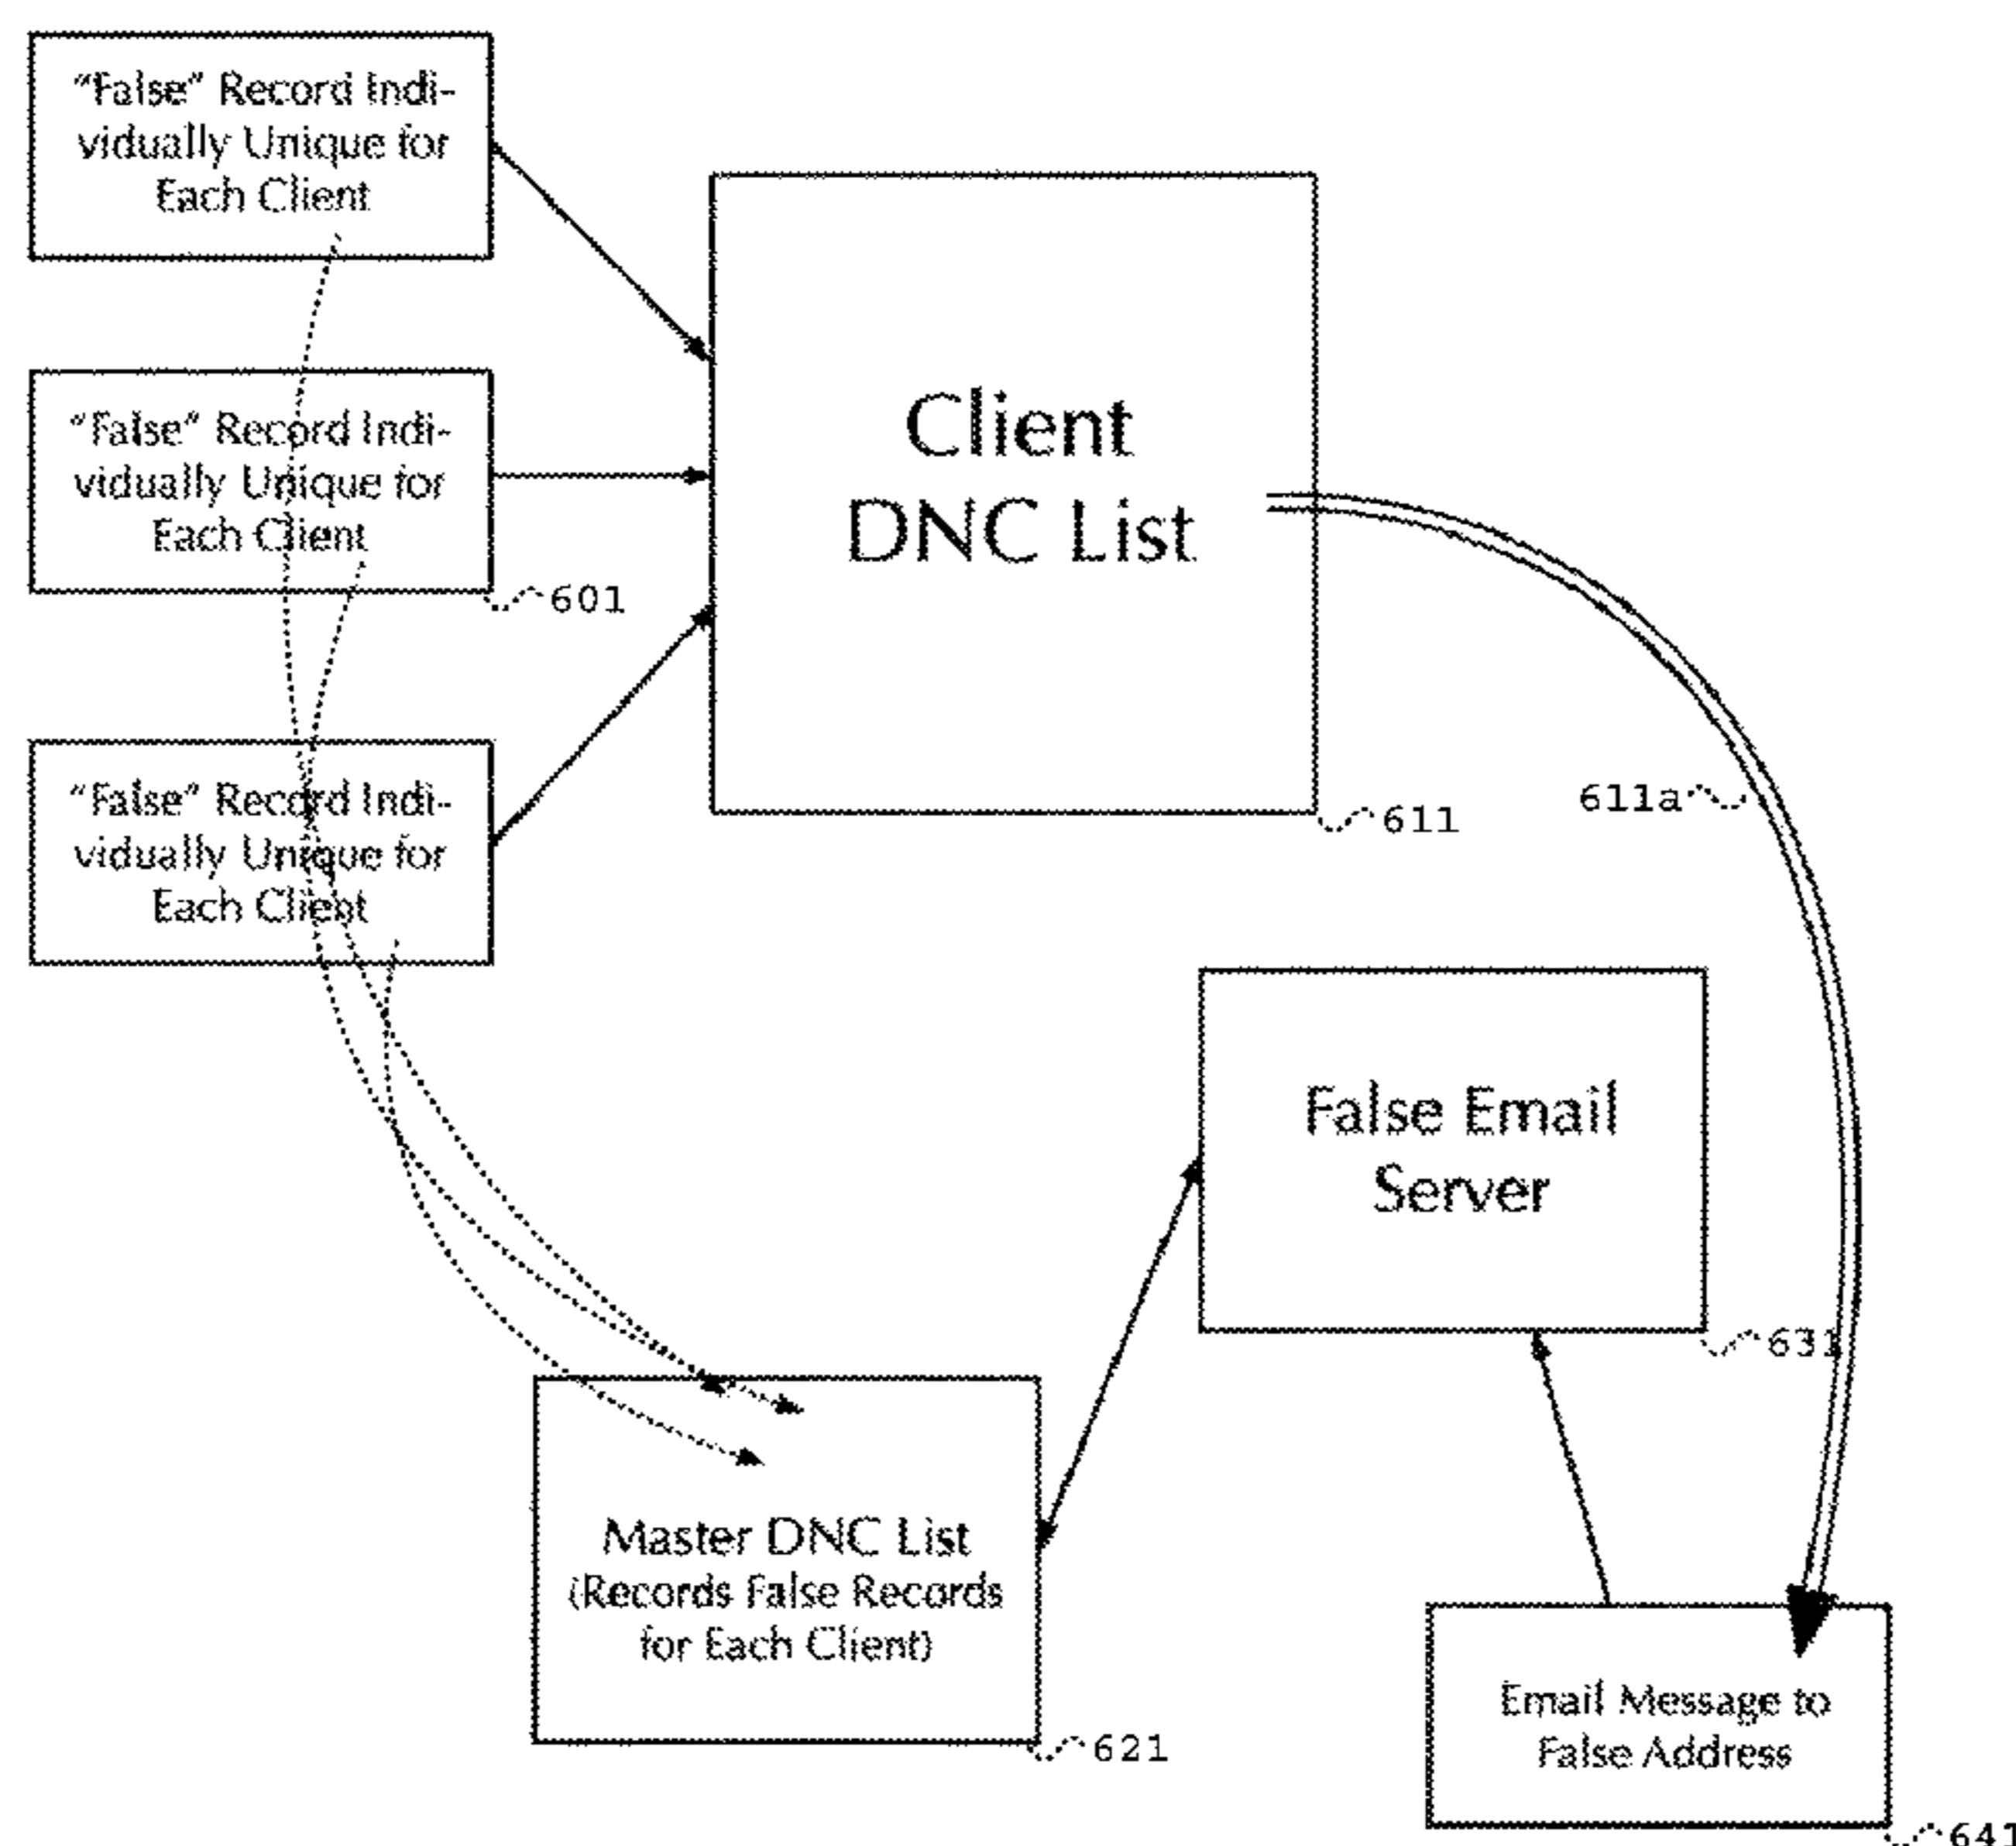 "False" Record Indi-
vidually Unique for
Each Client
"False" Record Indi-
vidually Unique for
Each Client
601
"False" Record Indi-
vidually Unique for
Each Client
Client
DNC List
611
611a
False Email
Server
631
Master DNC List
(Records False Records
for Each Client)
621
Email Message to
False Address
641